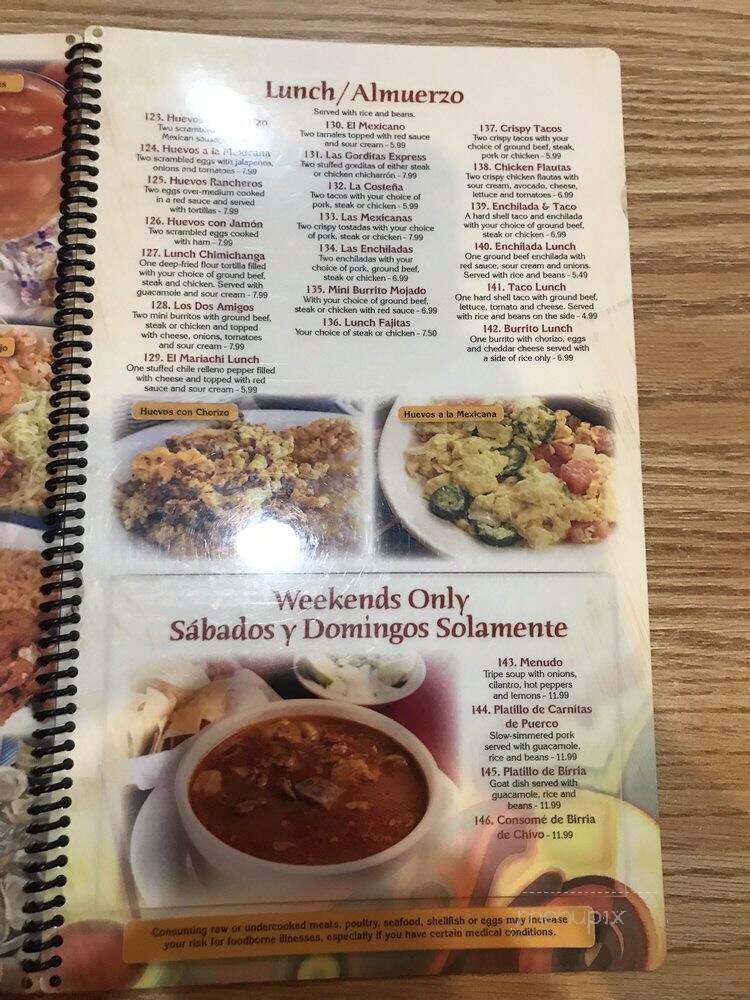 Lunch/Almuerzo
Served with rice and beans.
123. Huevos
Two scrambled
Mexican sausage
124. Huevos a la Mexicana
Two scrambled eggs with jalapeños,
onions and tomatoes - 7.99
125. Huevos Rancheros
Two eggs over-medium cooked
in a red sauce and served
with tortillas - 7.99
126. Huevos con Jamón
Two scrambled eggs cooked
with ham - 7.99
127. Lunch Chimichanga
One deep-fried flour tortilla filled
with your choice of ground beef,
steak and chicken. Served with
guacamole and sour cream - 7.99
128. Los Dos Amigos
Two mini burritos with ground beef,
steak or chicken and topped
with cheese, onions, tomatoes
and sour cream - 7.99
129. El Mariachi Lunch
One stuffed chile relleno pepper filled
with cheese and topped with red
sauce and sour cream - 5.99
130. El Mexicano
Two tamales topped with red sauce
and sour cream - 5.99
131. Las Gorditas Express
Two stuffed gorditas of either steak
or chicken chicharrón - 7.99
132. La Costeña
Two tacos with your choice of
pork, steak or chicken - 5.99
133. Las Mexicanas
Two crispy tostadas with your choice
of pork, steak or chicken - 7.99
134. Las Enchiladas
Two enchiladas with your
choice of pork, ground beef,
steak or chicken - 6.99
135. Mini Burrito Mojado
With your choice of ground beef,
steak or chicken with red sauce - 6.99
136. Lunch Fajitas
Your choice of steak or chicken - 7.50
137. Crispy Tacos
Two crispy tacos with your
choice of ground beef, steak,
pork or chicken - 5.99
138. Chicken Flautas
Two crispy chicken flautas with
sour cream, avocado, cheese,
lettuce and tomatoes - 6.99
139. Enchilada & Taco
A hard shell taco and enchilada
with your choice of ground beef,
steak or chicken - 6.99
140. Enchilada Lunch
One ground beef enchilada with
red sauce, sour cream and onions.
Served with rice and beans - 5.49
141. Taco Lunch
One hard shell taco with ground beef,
lettuce, tomato and cheese. Served
with rice and beans on the side - 4.99
142. Burrito Lunch
One burrito with chorizo, eggs
and cheddar cheese served with
a side of rice only - 6.99
Huevos con Chorizo
Huevos a la Mexicana
Weekends Only
Sábados y Domingos Solamente
143. Menudo
Tripe soup with onions,
cilantro, hot peppers
and lemons - 11.99
144. Platillo de Carnitas
de Puerco
Slow-simmered pork
served with guacamole,
rice and beans - 11.99
145. Platillo de Birria
Goat dish served with
guacamole, rice and
beans - 11.99
146. Consomé de Birria
de Chivo - 11.99
Consuming raw or undercooked meats, poultry, seafood, shellfish or eggs may increase
your risk for foodborne illnesses, especially if you have certain medical conditions.
menupix